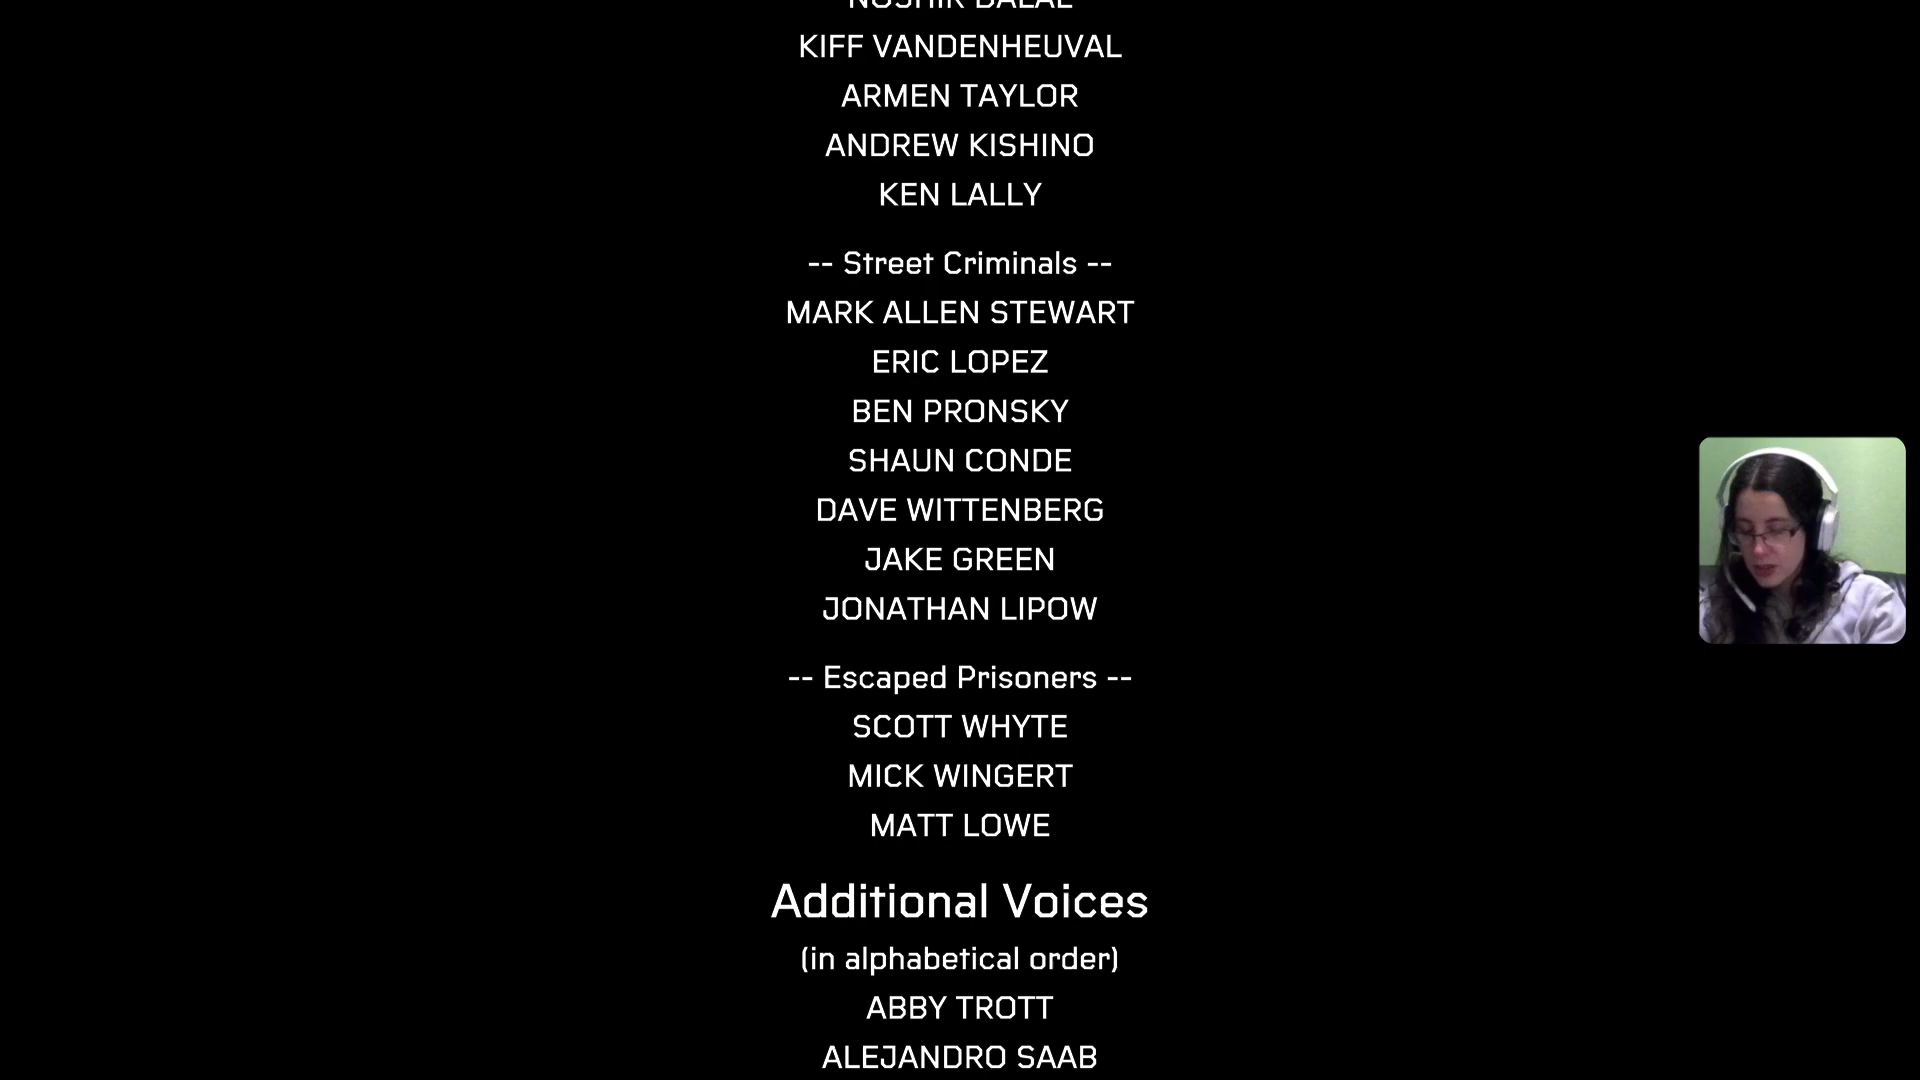 NOSHIR DALAL
KIFF VANDENHEUVAL
ARMEN TAYLOR
ANDREW KISHINO
KEN LALLY
-- Street Criminals --
MARK ALLEN STEWART
ERIC LOPEZ
BEN PRONSKY
SHAUN CONDE
DAVE WITTENBERG
JAKE GREEN
JONATHAN LIPOW
-- Escaped Prisoners --
SCOTT WHYTE
MICK WINGERT
MATT LOWE
Additional Voices
(in alphabetical order)
ABBY TROTT
ALEJANDRO SAAB